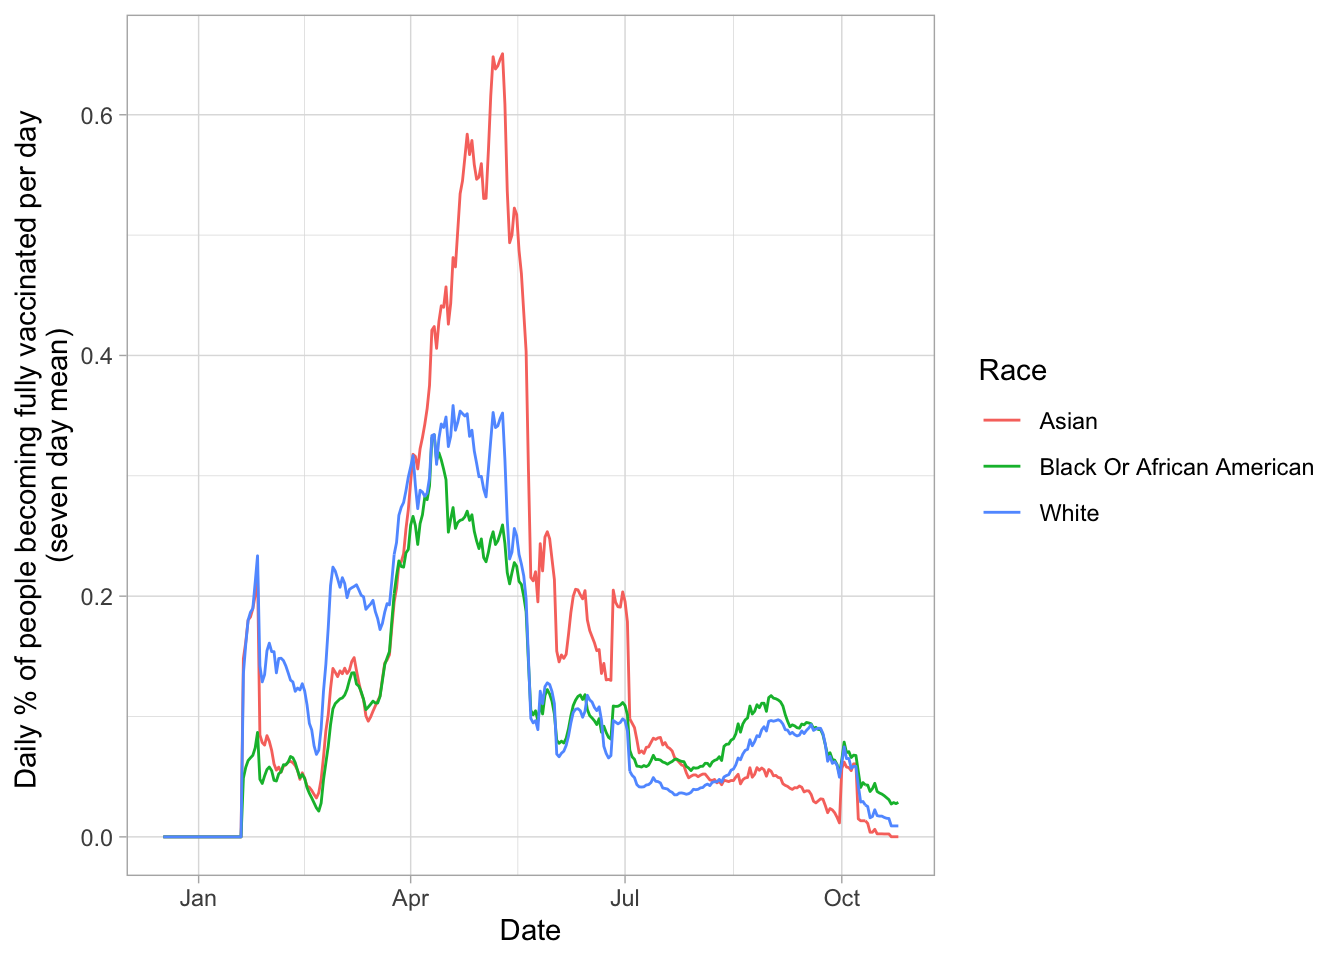 Daily % of people becoming fully vaccinated per day
(seven day mean)
0.6
0.4
0.2
0.0
Jan
Apr
Jul
Oct
Date
Race
Asian
Black Or African American
White